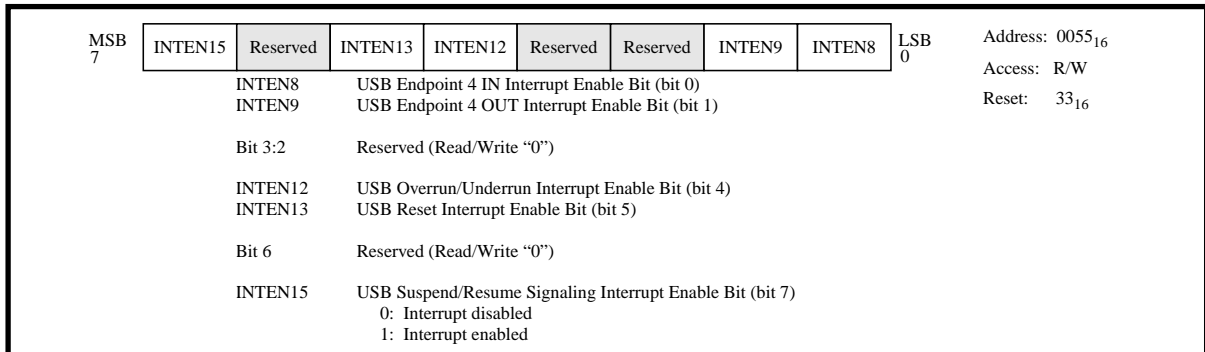 MSB 7 INTEN15 Reserved INTEN13 INTEN12 Reserved Reserved INTEN9 INTEN8 LSB 0
Address: 0055₁₆
Access: R/W
Reset: 33₁₆
INTEN8 USB Endpoint 4 IN Interrupt Enable Bit (bit 0)
INTEN9 USB Endpoint 4 OUT Interrupt Enable Bit (bit 1)
Bit 3:2 Reserved (Read/Write “0”)
INTEN12 USB Overrun/Underrun Interrupt Enable Bit (bit 4)
INTEN13 USB Reset Interrupt Enable Bit (bit 5)
Bit 6 Reserved (Read/Write “0”)
INTEN15 USB Suspend/Resume Signaling Interrupt Enable Bit (bit 7)
0: Interrupt disabled
1: Interrupt enabled